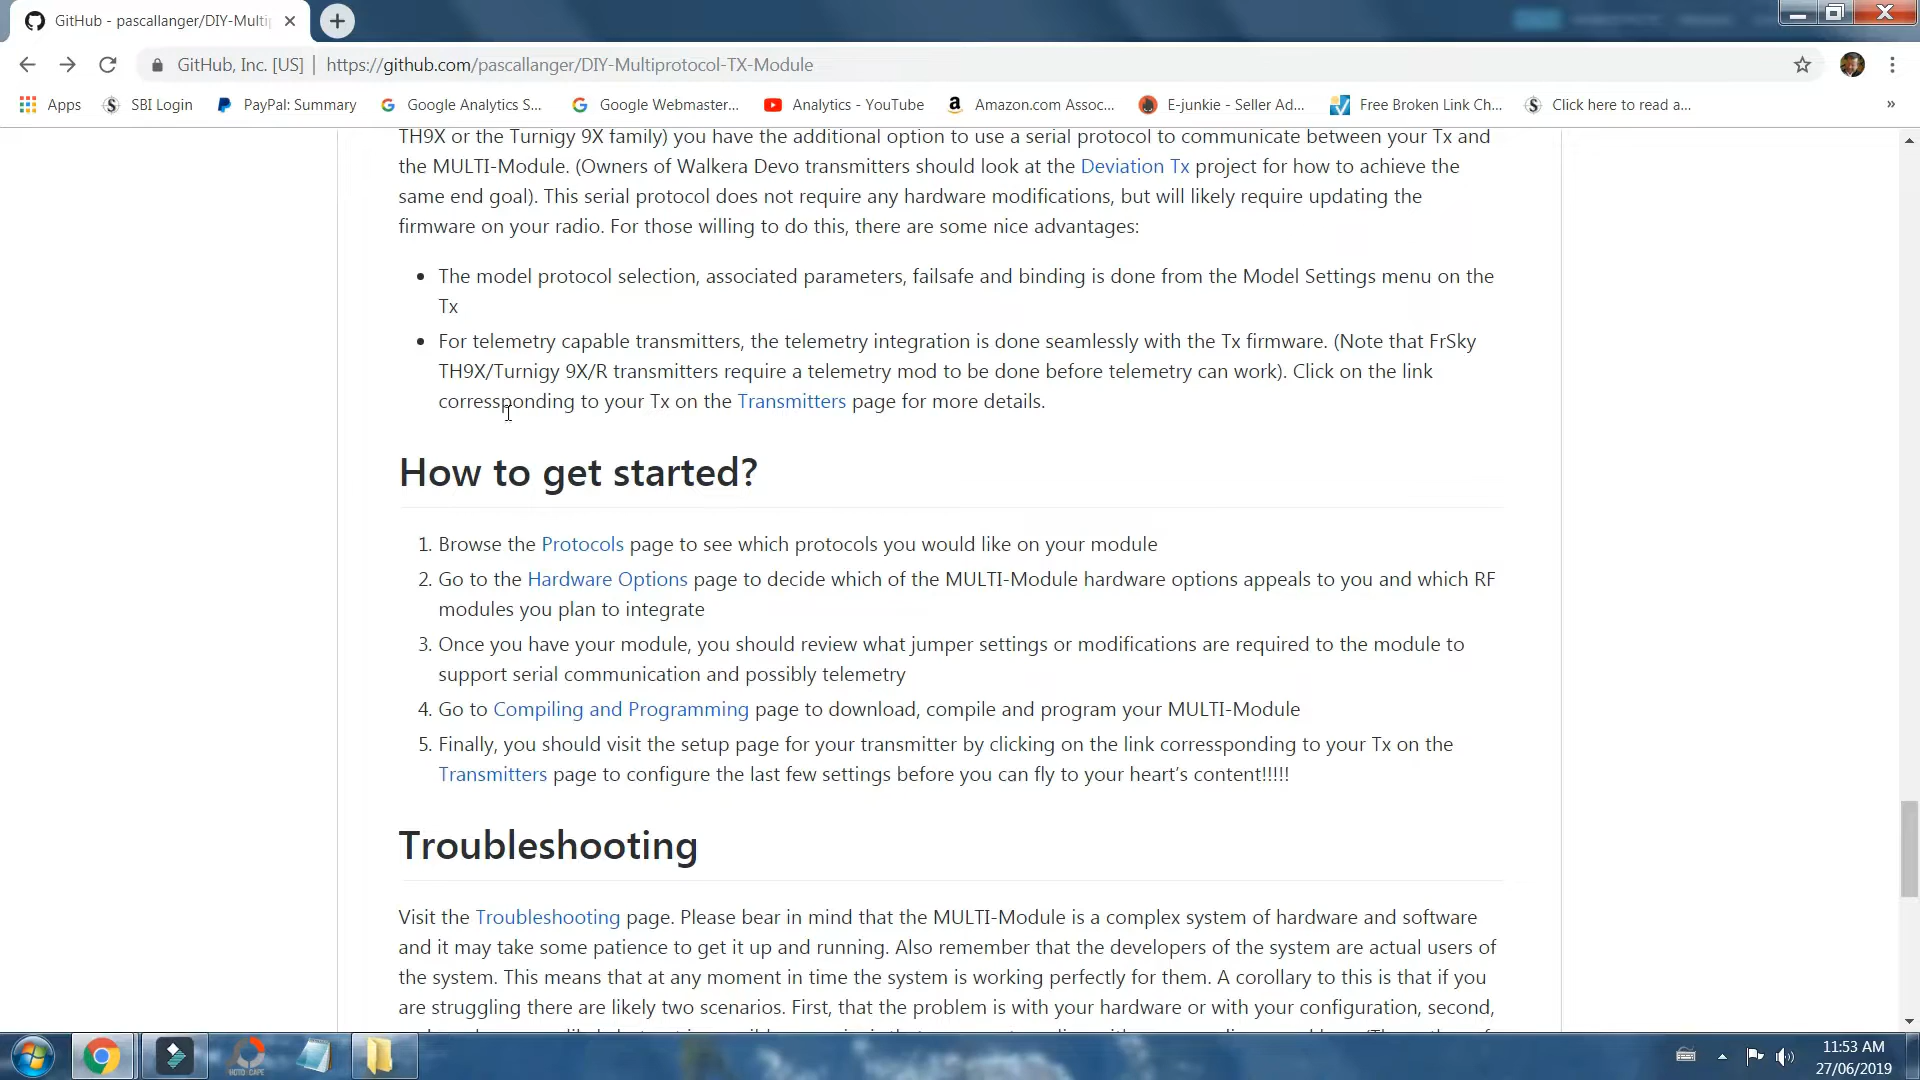 GitHub - pascallanger/DIY-Multip
GitHub, Inc. [US] | https://github.com/pascallanger/DIY-Multiprotocol-TX-Module
Apps SBI Login PayPal: Summary Google Analytics S... Google Webmaster... Analytics - YouTube Amazon.com Assoc... E-junkie - Seller Ad... Free Broken Link Ch... Click here to read a... »
TH9X or the Turnigy 9X family) you have the additional option to use a serial protocol to communicate between your Tx and
the MULTI-Module. (Owners of Walkera Devo transmitters should look at the Deviation Tx project for how to achieve the
same end goal). This serial protocol does not require any hardware modifications, but will likely require updating the
firmware on your radio. For those willing to do this, there are some nice advantages:
• The model protocol selection, associated parameters, failsafe and binding is done from the Model Settings menu on the
Tx
• For telemetry capable transmitters, the telemetry integration is done seamlessly with the Tx firmware. (Note that FrSky
TH9X/Turnigy 9X/R transmitters require a telemetry mod to be done before telemetry can work). Click on the link
corressponding to your Tx on the Transmitters page for more details.
How to get started?
1. Browse the Protocols page to see which protocols you would like on your module
2. Go to the Hardware Options page to decide which of the MULTI-Module hardware options appeals to you and which RF
modules you plan to integrate
3. Once you have your module, you should review what jumper settings or modifications are required to the module to
support serial communication and possibly telemetry
4. Go to Compiling and Programming page to download, compile and program your MULTI-Module
5. Finally, you should visit the setup page for your transmitter by clicking on the link corressponding to your Tx on the
Transmitters page to configure the last few settings before you can fly to your heart’s content!!!!!
Troubleshooting
Visit the Troubleshooting page. Please bear in mind that the MULTI-Module is a complex system of hardware and software
and it may take some patience to get it up and running. Also remember that the developers of the system are actual users of
the system. This means that at any moment in time the system is working perfectly for them. A corollary to this is that if you
are struggling there are likely two scenarios. First, that the problem is with your hardware or with your configuration, second,
11:53 AM
27/06/2019